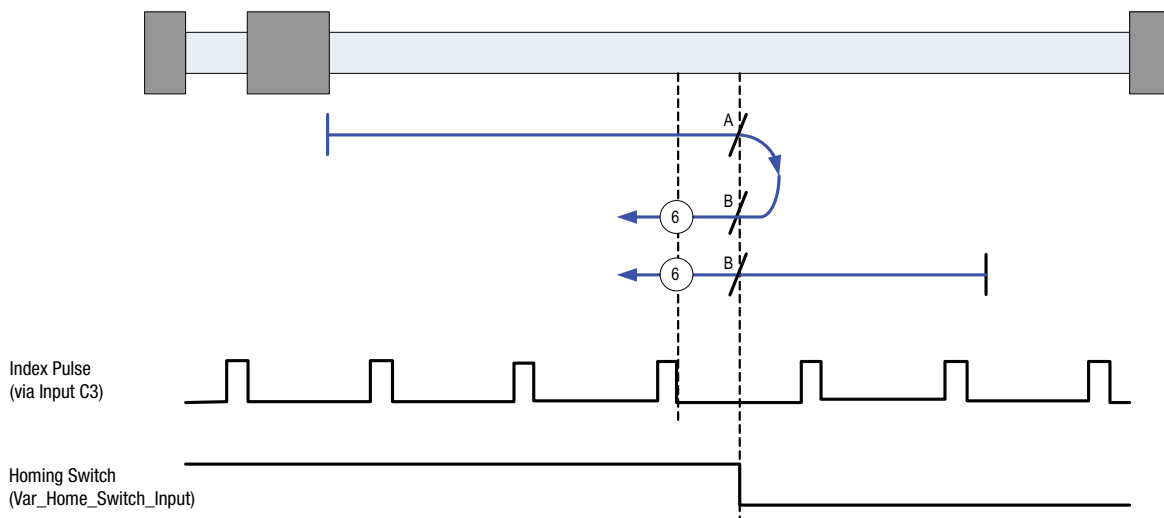 A
B
6
B
6
Index Pulse
(via Input C3)
Homing Switch
(Var_Home_Switch_Input)